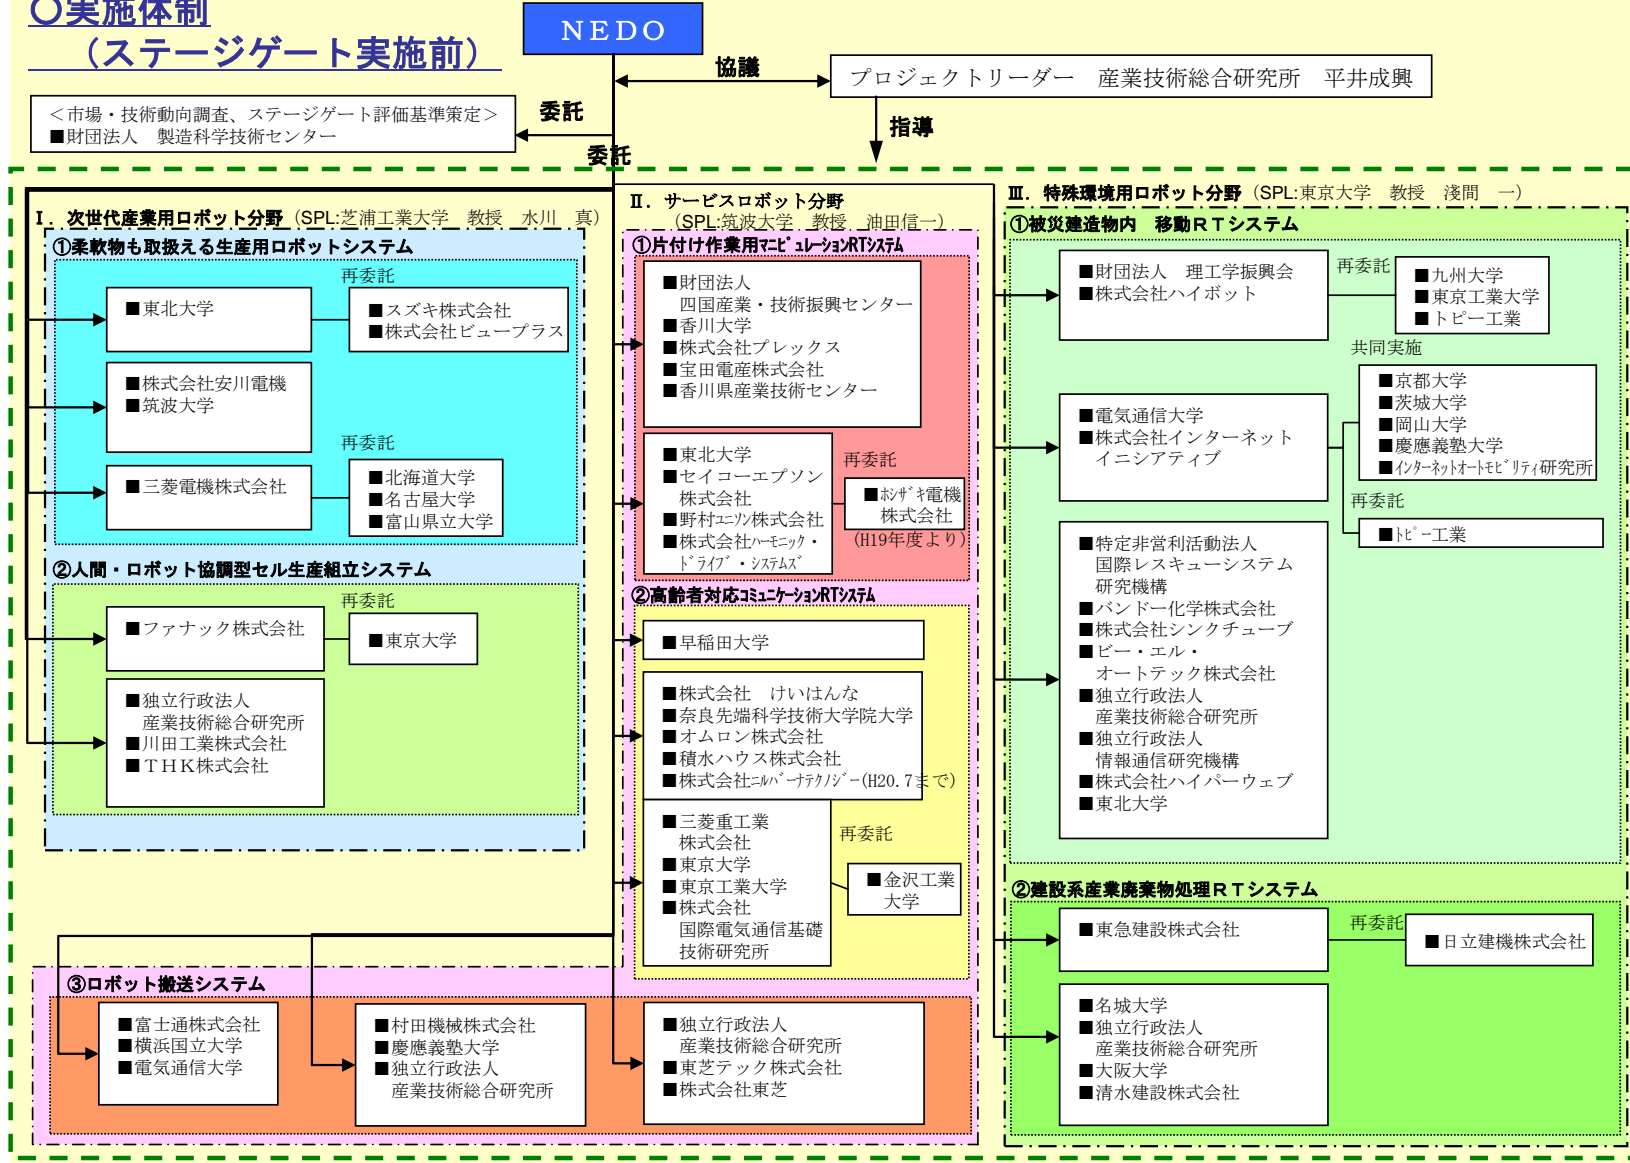 〇実施体制
（ステージゲート実施前）
ＮＥＤＯ
協議
プロジェクトリーダー　産業技術総合研究所　平井成興
指導
委託
＜市場・技術動向調査、ステージゲート評価基準策定＞
■財団法人　製造科学技術センター
委託
Ⅰ．次世代産業用ロボット分野（SPL:芝浦工業大学　教授　水川　真）
①柔軟物も取扱える生産用ロボットシステム
再委託
■東北大学
■スズキ株式会社
■株式会社ビュープラス
■株式会社安川電機
■筑波大学
再委託
■三菱電機株式会社
■北海道大学
■名古屋大学
■富山県立大学
②人間・ロボット協調型セル生産組立システム
再委託
■ファナック株式会社
■東京大学
■独立行政法人
産業技術総合研究所
■川田工業株式会社
■ＴＨＫ株式会社
Ⅱ．サービスロボット分野
（SPL:筑波大学　教授　油田信一）
①片付け作業用ﾏﾆﾋﾟｭﾚｰｼｮﾝRTｼｽﾃﾑ
■財団法人
四国産業・技術振興センター
■香川大学
■株式会社プレックス
■宝田電産株式会社
■香川県産業技術センター
■東北大学
■セイコーエプソン
株式会社
■野村ﾕﾆｿﾝ株式会社
■株式会社ﾊｰﾓﾆｯｸ・
ﾄﾞﾗｲﾌﾞ・ｼｽﾃﾑｽﾞ
再委託
■ﾎｼｻﾞｷ電機
株式会社
(H19年度より)
②高齢者対応ｺﾐｭﾆｹｰｼｮﾝRTｼｽﾃﾑ
■早稲田大学
■株式会社　けいはんな
■奈良先端科学技術大学院大学
■オムロン株式会社
■積水ハウス株式会社
■株式会社ﾆﾙﾊﾞｰﾅﾃｸﾉｼﾞｰ(H20.7まで)
■三菱重工業
株式会社
■東京大学
■東京工業大学
■株式会社
国際電気通信基礎
技術研究所
再委託
■金沢工業
大学
③ロボット搬送システム
■富士通株式会社
■横浜国立大学
■電気通信大学
■村田機械株式会社
■慶應義塾大学
■独立行政法人
産業技術総合研究所
■独立行政法人
産業技術総合研究所
■東芝テック株式会社
■株式会社東芝
Ⅲ．特殊環境用ロボット分野（SPL:東京大学　教授　淺間　一）
①被災建造物内　移動ＲＴシステム
■財団法人　理工学振興会
■株式会社ハイボット
再委託
■九州大学
■東京工業大学
■トピー工業
共同実施
■電気通信大学
■株式会社インターネット
イニシアティブ
■京都大学
■茨城大学
■岡山大学
■慶應義塾大学
■ｲﾝﾀｰﾈｯﾄｵｰﾄﾓﾋﾞﾘﾃｨ研究所
再委託
■ﾄﾋﾟｰ工業
■特定非営利活動法人
国際レスキューシステム
研究機構
■バンドー化学株式会社
■株式会社シンクチューブ
■ビー・エル・
オートテック株式会社
■独立行政法人
産業技術総合研究所
■独立行政法人
情報通信研究機構
■株式会社ハイパーウェブ
■東北大学
②建設系産業廃棄物処理ＲＴシステム
■東急建設株式会社
再委託
■日立建機株式会社
■名城大学
■独立行政法人
産業技術総合研究所
■大阪大学
■清水建設株式会社